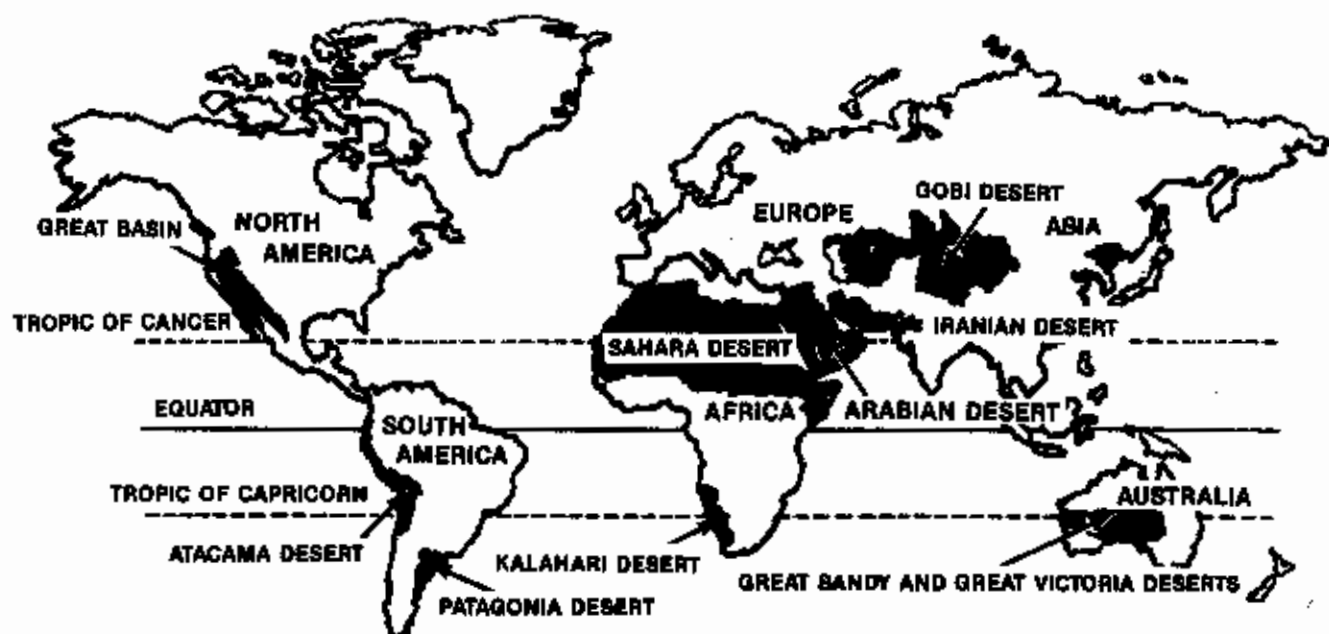 GOBI DESERT
NORTH
AMERICA
EUROPE
ASIA
GREAT BASIN
TROPIC OF CANCER
IRANIAN DESERT
SAHARA DESERT
EQUATOR
AFRICA
ARABIAN DESERT
SOUTH
AMERICA
TROPIC OF CAPRICORN
AUSTRALIA
ATACAMA DESERT
KALAHARI DESERT
GREAT SANDY AND GREAT VICTORIA DESERTS
PATAGONIA DESERT